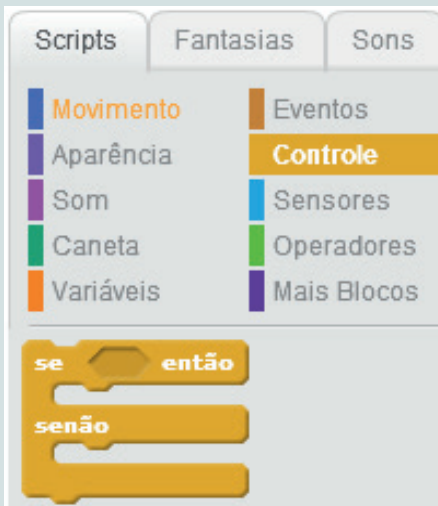 Scripts Fantasias Sons
Movimento Eventos
Aparência Controle
Som Sensores
Caneta Operadores
Variáveis Mais Blocos
se então
senão